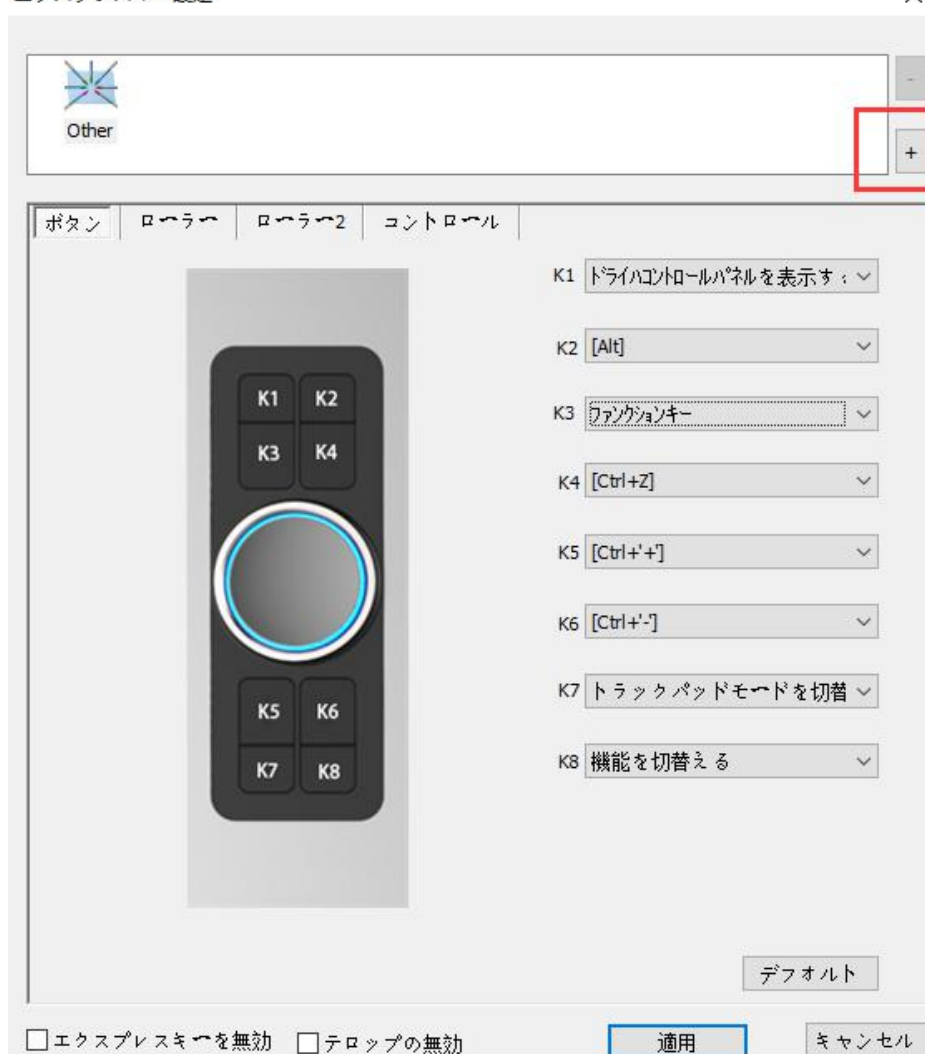 Other
-
+
ボタン
ローラー
ローラー2
コントロール
K1 ドライハコントロールパネルを表示す
K2 [Alt]
K3 ファンクションキー
K4 [Ctrl+Z]
K5 [Ctrl+'+']
K6 [Ctrl+'-']
K7 トラックパッドモードを切替
K8 機能を切替える
K1 K2
K3 K4
K5 K6
K7 K8
デフォルト
エクスプレスキーを無効 テロップの無効
適用
キャンセル